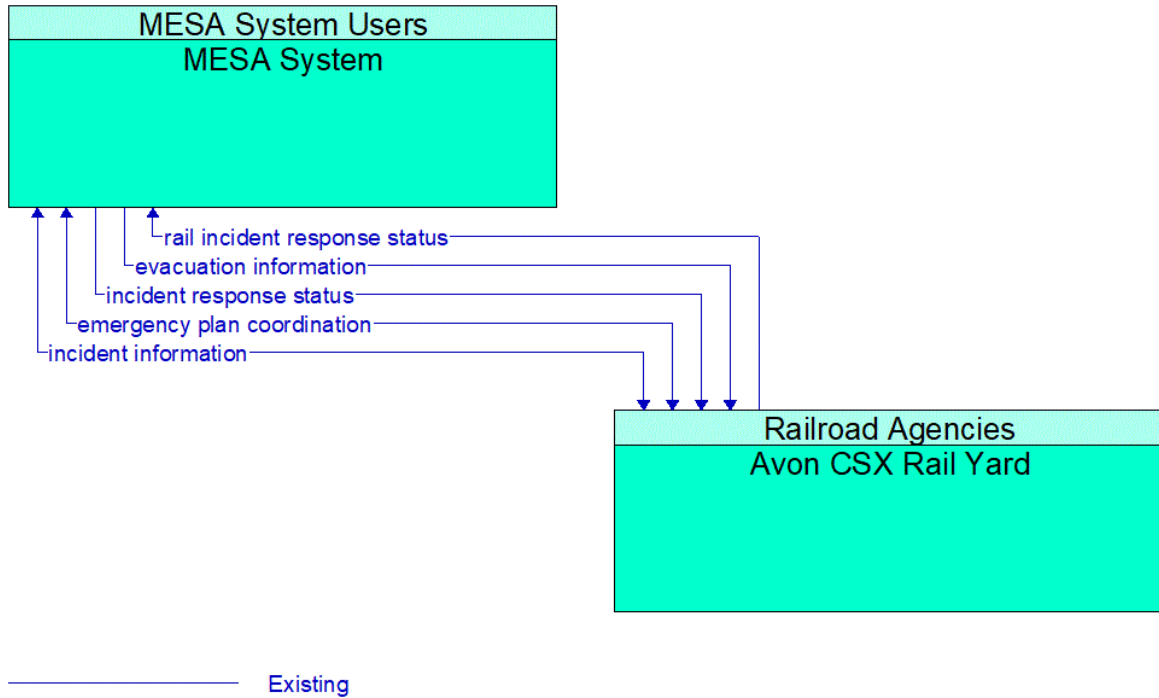 MESA System Users
MESA System
rail incident response status
evacuation information
incident response status
emergency plan coordination
incident information
Railroad Agencies
Avon CSX Rail Yard
Existing